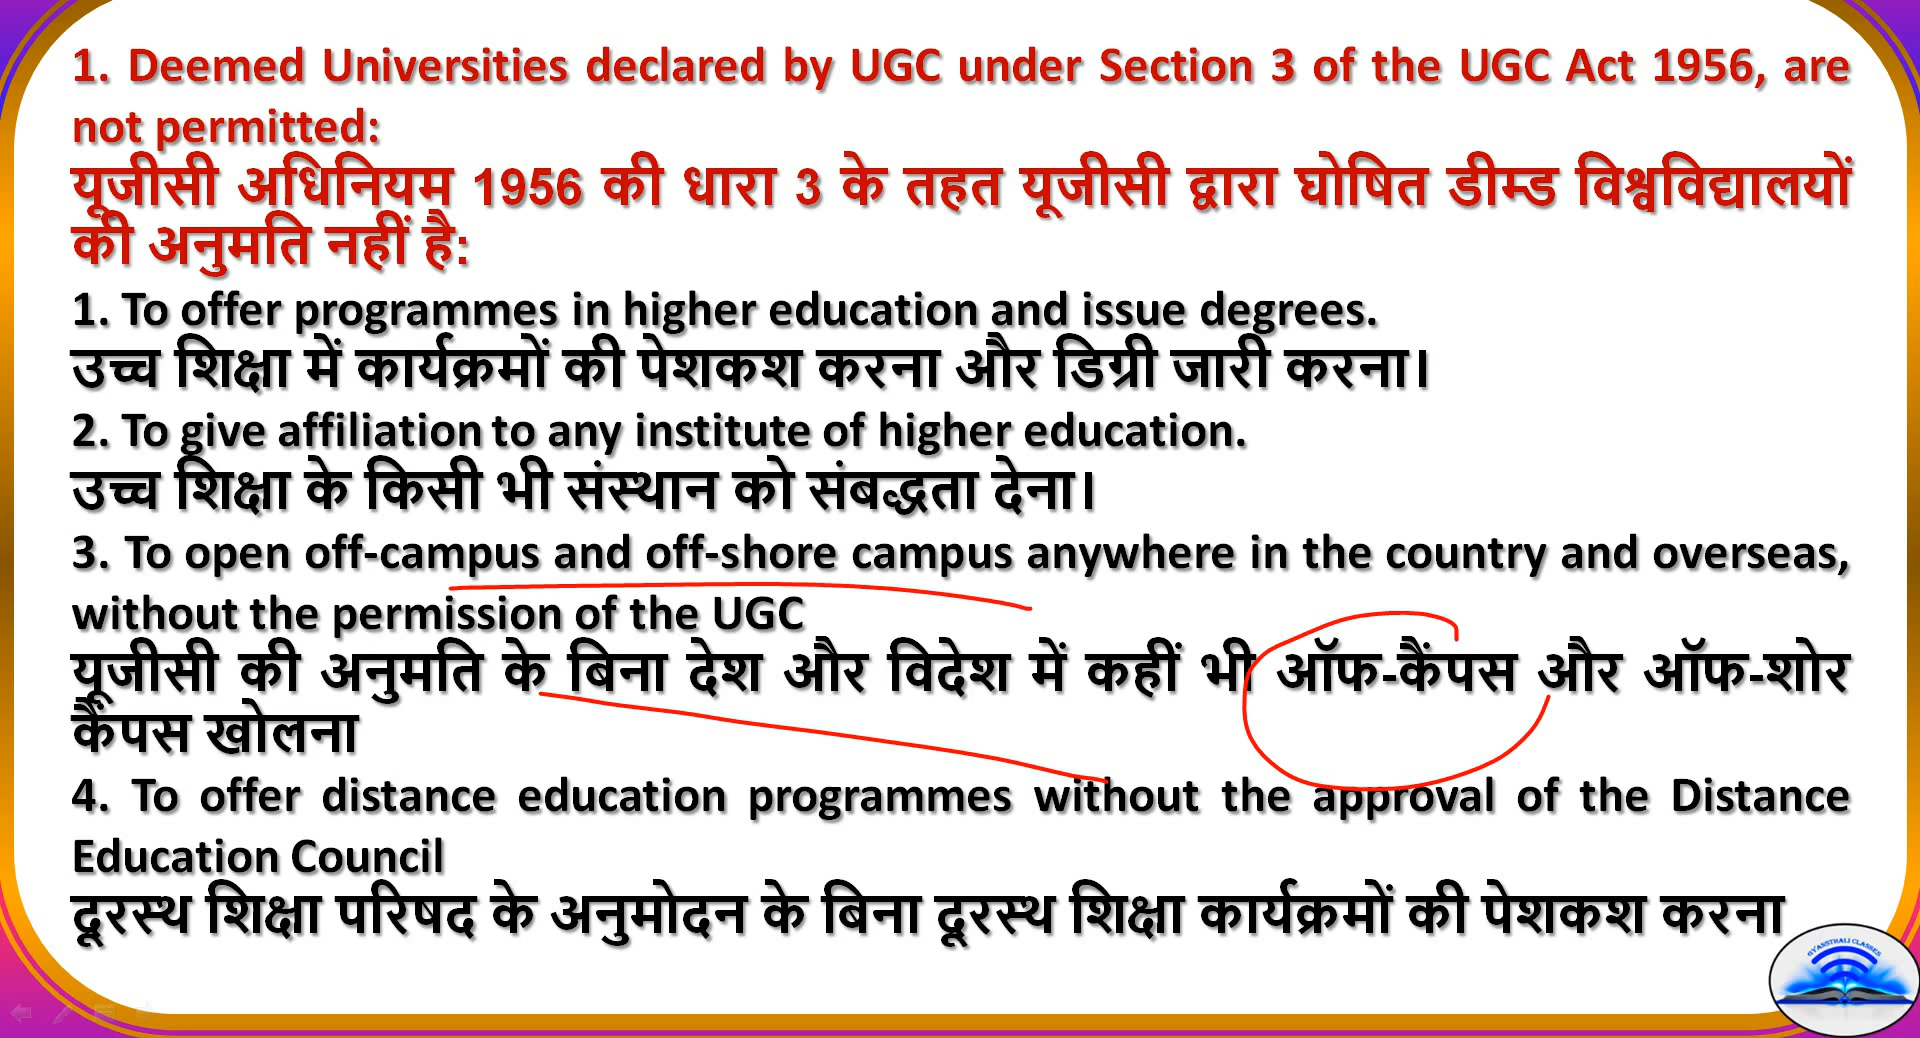 1. Deemed Universities declared by UGC under Section 3 of the UGC Act 1956, are
not permitted:
यूजीसी अधिनियम 1956 की धारा 3 के तहत यूजीसी द्वारा घोषित डीम्ड विश्वविद्यालयों
की अनुमति नहीं है:
1. To offer programmes in higher education and issue degrees.
उच्च शिक्षा में कार्यक्रमों की पेशकश करना और डिग्री जारी करना।
2. To give affiliation to any institute of higher education.
उच्च शिक्षा के किसी भी संस्थान को संबद्धता देना।
3. To open off-campus and off-shore campus anywhere in the country and overseas,
without the permission of the UGC
यूजीसी की अनुमति के बिना देश और विदेश में कहीं भी ऑफ-कैंपस और ऑफ-शोर
कैंपस खोलना
4. To offer distance education programmes without the approval of the Distance
Education Council
दूरस्थ शिक्षा परिषद के अनुमोदन के बिना दूरस्थ शिक्षा कार्यक्रमों की पेशकश करना
GYANSTHALI CLASSES